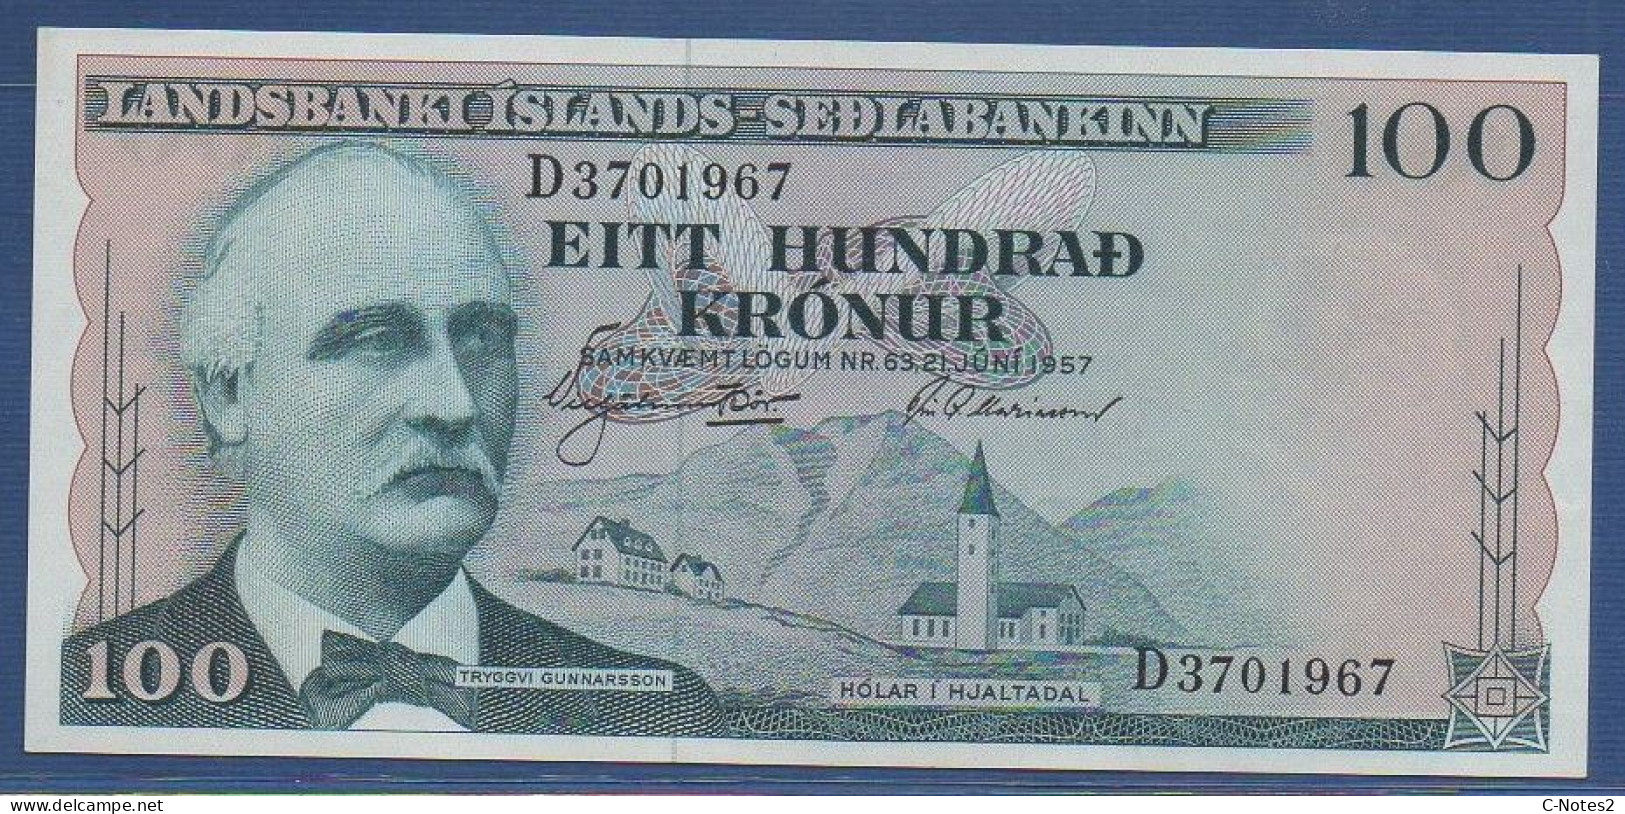 LANDSBANKI ÍSLANDS-SEÐLABANKINN
100
D3701967
EITT HUNDRAÐ
KRÓNUR
SAMKVÆMT LÖGUM NR. 63, 21. JÚNÍ 1957
100
TRYGGVI GUNNARSSON
HÓLAR Í HJALTADAL
D3701967
www.delcampe.net
C-Notes2